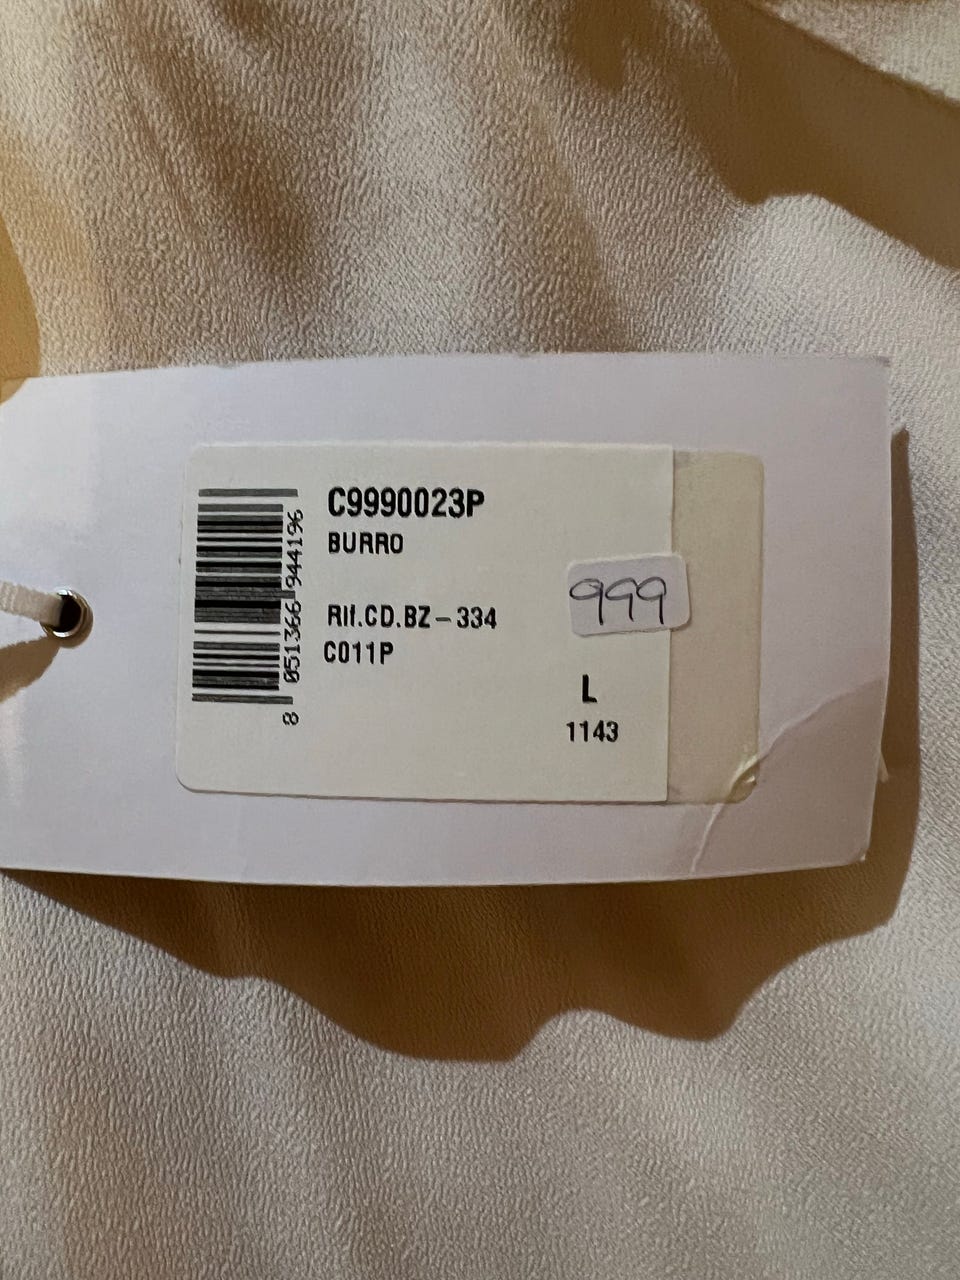 C9990023P
BURRO
Rif.CD.BZ-334
C011P
999
L
1143
8 051366 944196